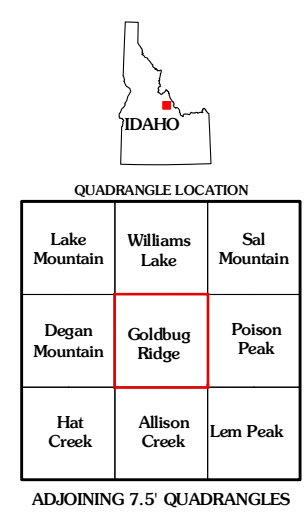 IDAHO
QUADRANGLE LOCATION
Lake
Mountain
Williams
Lake
Sal
Mountain
Degan
Mountain
Goldbug
Ridge
Poison
Peak
Hat
Creek
Allison
Creek
Lem Peak
ADJOINING 7.5' QUADRANGLES